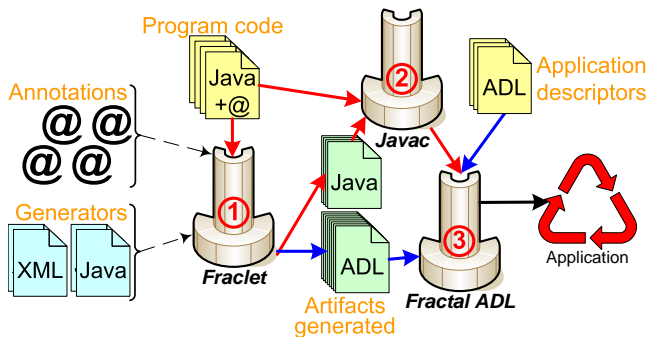 Program code
Java
+@
2
Javac
ADL
Application
descriptors
Annotations
@ @
@ @
Java
Generators
XML
Java
1
Fraclet
ADL
Artifacts
generated
3
Fractal ADL
Application